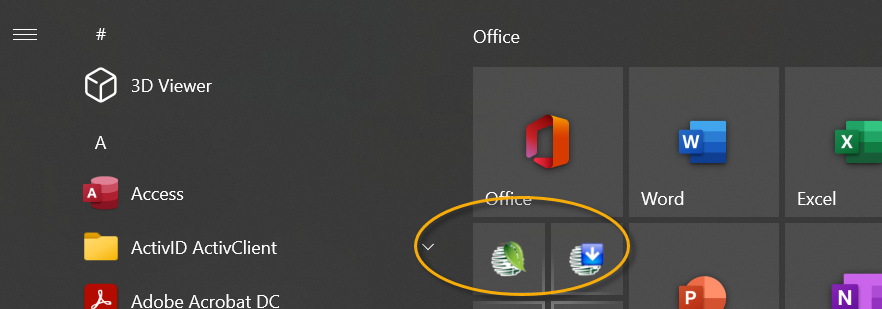 #
Office
3D Viewer
A
Access
Office
Word
Excel
ActivID ActivClient
Adobe Acrobat DC
A
W
X
P
N